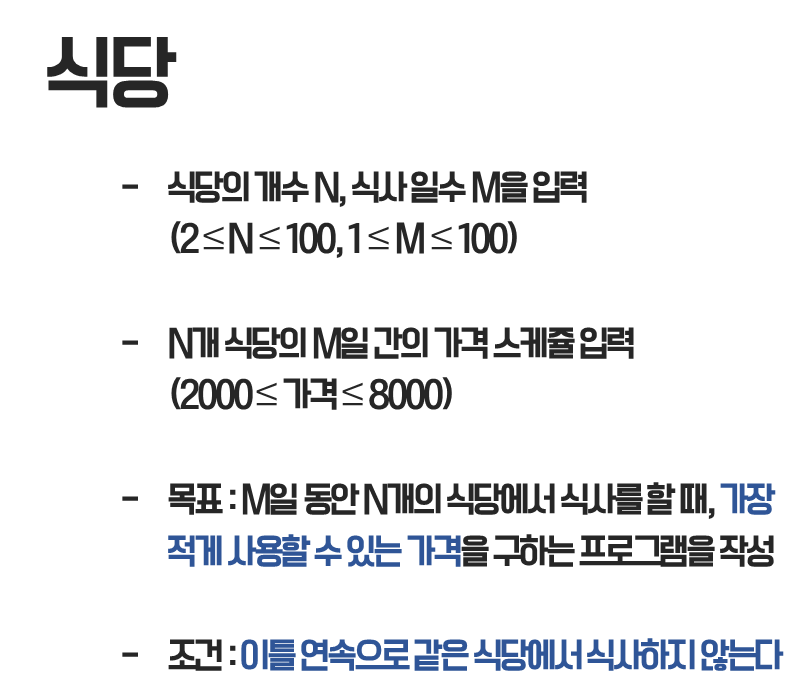 식당
- 식당의 개수 N, 식사 일수 M을 입력
(2 ≤ N ≤ 100, 1 ≤ M ≤ 100)
- N개 식당의 M일 간의 가격 스케쥴 입력
(2000 ≤ 가격 ≤ 8000)
- 목표 : M일 동안 N개의 식당에서 식사를 할 때, 가장
적게 사용할 수 있는 가격을 구하는 프로그램을 작성
- 조건 : 이틀 연속으로 같은 식당에서 식사하지 않는다